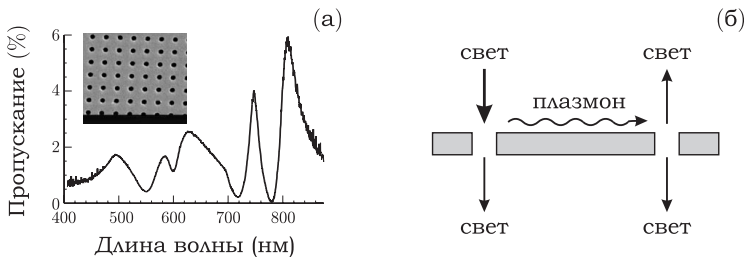 (а)
Пропускание (%)
6
4
2
0
400 500 600 700 800
Длина волны (нм)
(б)
свет свет
плазмон
свет свет